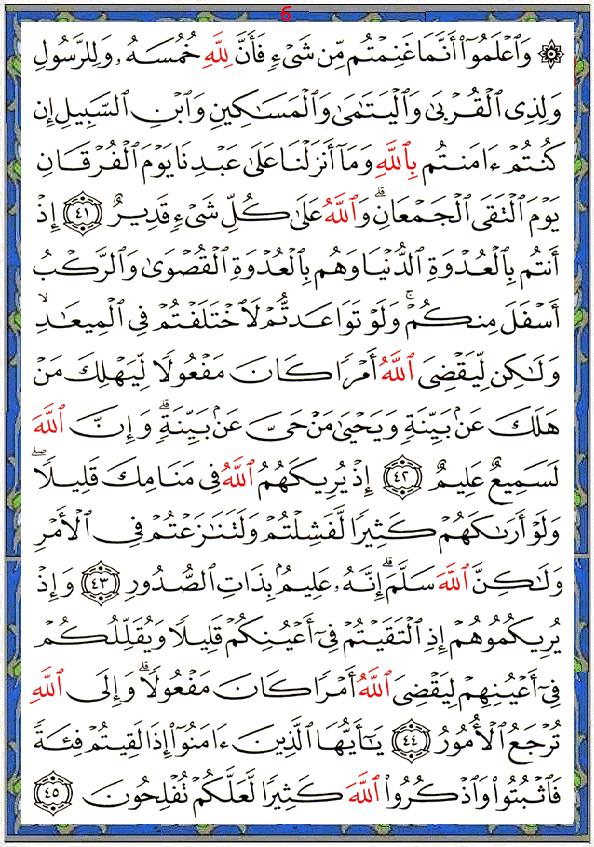 6
۞ وَٱعۡلَمُوٓاْ أَنَّمَا غَنِمۡتُم مِّن شَيۡءٖ فَأَنَّ لِلَّهِ خُمُسَهُۥ وَلِلرَّسُولِ
وَلِذِي ٱلۡقُرۡبَىٰ وَٱلۡيَتَٰمَىٰ وَٱلۡمَسَٰكِينِ وَٱبۡنِ ٱلسَّبِيلِ إِن
كُنتُمۡ ءَامَنتُم بِٱللَّهِ وَمَآ أَنزَلۡنَا عَلَىٰ عَبۡدِنَا يَوۡمَ ٱلۡفُرۡقَانِ
يَوۡمَ ٱلۡتَقَى ٱلۡجَمۡعَانِۗ وَٱللَّهُ عَلَىٰ كُلِّ شَيۡءٖ قَدِيرٌ ٤١ إِذۡ
أَنتُم بِٱلۡعُدۡوَةِ ٱلدُّنۡيَا وَهُم بِٱلۡعُدۡوَةِ ٱلۡقُصۡوَىٰ وَٱلرَّكۡبُ
أَسۡفَلَ مِنكُمۡۚ وَلَوۡ تَوَاعَدتُّمۡ لَٱخۡتَلَفۡتُمۡ فِي ٱلۡمِيعَٰدِۙ
وَلَٰكِن لِّيَقۡضِيَ ٱللَّهُ أَمۡرٗا كَانَ مَفۡعُولٗا لِّيَهۡلِكَ مَنۡ
هَلَكَ عَنۢ بَيِّنَةٖ وَيَحۡيَىٰ مَنۡ حَيَّ عَنۢ بَيِّنَةٖۗ وَإِنَّ ٱللَّهَ
لَسَمِيعٌ عَلِيمٌ ٤٢ إِذۡ يُرِيكَهُمُ ٱللَّهُ فِي مَنَامِكَ قَلِيلٗاۖ
وَلَوۡ أَرَىٰكَهُمۡ كَثِيرٗا لَّفَشِلۡتُمۡ وَلَتَنَٰزَعۡتُمۡ فِي ٱلۡأَمۡرِ
وَلَٰكِنَّ ٱللَّهَ سَلَّمَۗ إِنَّهُۥ عَلِيمُۢ بِذَاتِ ٱلصُّدُورِ ٤٣ وَإِذۡ
يُرِيكُمُوهُمۡ إِذِ ٱلۡتَقَيۡتُمۡ فِيٓ أَعۡيُنِكُمۡ قَلِيلٗا وَيُقَلِّلُكُمۡ
فِيٓ أَعۡيُنِهِمۡ لِيَقۡضِيَ ٱللَّهُ أَمۡرٗا كَانَ مَفۡعُولٗاۗ وَإِلَى ٱللَّهِ
تُرۡجَعُ ٱلۡأُمُورُ ٤٤ يَٰٓأَيُّهَا ٱلَّذِينَ ءَامَنُوٓاْ إِذَا لَقِيتُمۡ فِئَةٗ
فَٱثۡبُتُواْ وَٱذۡكُرُواْ ٱللَّهَ كَثِيرٗا لَّعَلَّكُمۡ تُفۡلِحُونَ ٤٥